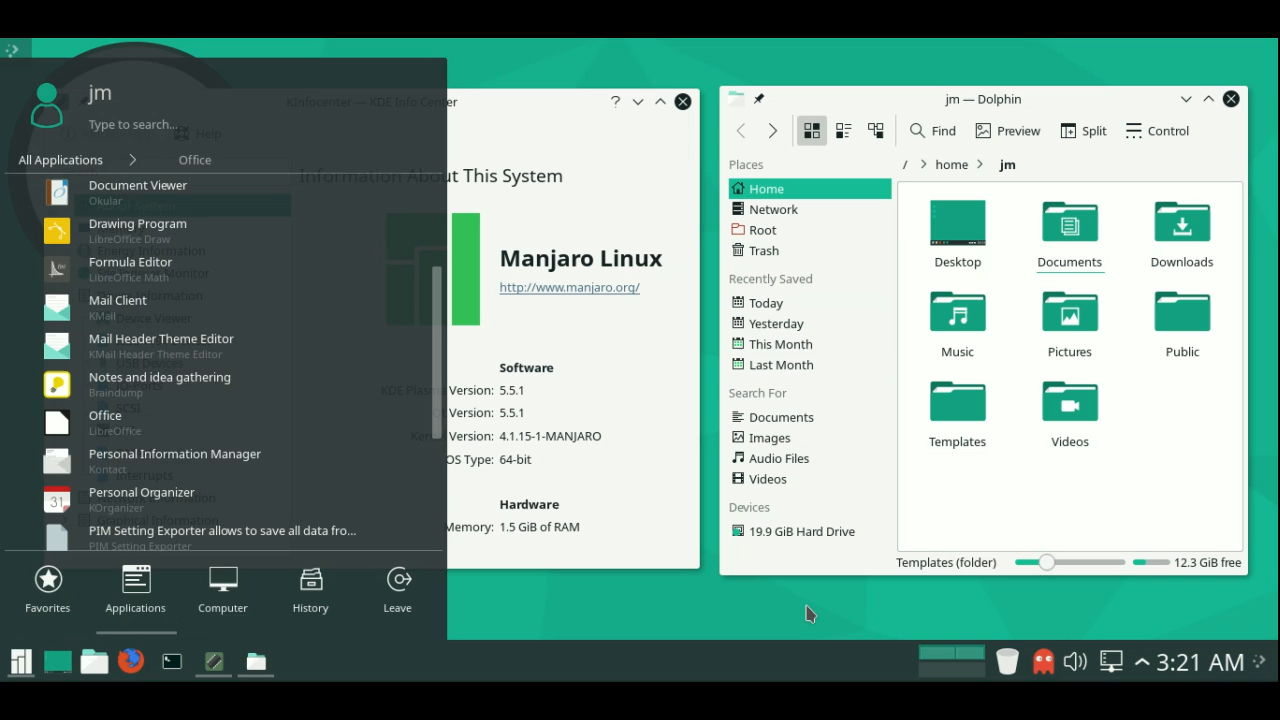 jm
Type to search...
All Applications
Office
Document Viewer
Okular
Drawing Program
LibreOffice Draw
Formula Editor
LibreOffice Math
Mail Client
KMail
Mail Header Theme Editor
KMail Header Theme Editor
Notes and idea gathering
Braindump
Office
LibreOffice
Personal Information Manager
Kontact
31
Personal Organizer
KOrganizer
PIM Setting Exporter allows to save all data fro...
PIM Setting Exporter
Favorites
Applications
Computer
History
Leave
KInfocenter — KDE Info Center
?
Help
Information About This System
Manjaro Linux
http://www.manjaro.org/
Software
KDE Plasma Version: 5.5.1
Version: 5.5.1
Version: 4.1.15-1-MANJARO
OS Type: 64-bit
Hardware
Memory: 1.5 GiB of RAM
Device Viewer
Interrupts
jm — Dolphin
Find
Preview
Split
Control
Places
Home
Network
Root
Trash
Recently Saved
Today
Yesterday
This Month
Last Month
Search For
Documents
Images
Audio Files
Videos
Devices
19.9 GiB Hard Drive
/ > home > jm
Desktop
Documents
Downloads
Music
Pictures
Public
Templates
Videos
Templates (folder)
12.3 GiB free
3:21 AM